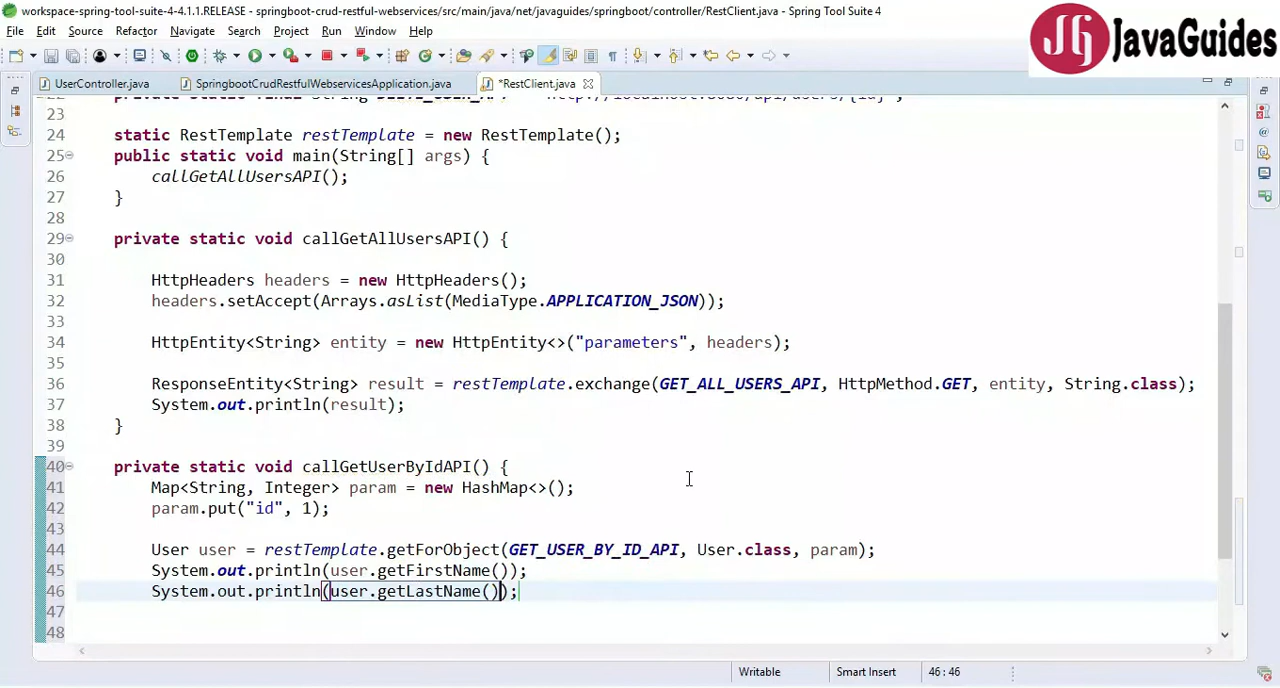 workspace-spring-tool-suite-4-4.1.1.RELEASE - springboot-crud-restful-webservices/src/main/java/net/javaguides/springboot/controller/RestClient.java - Spring Tool Suite 4
JG JavaGuides
File Edit Source Refactor Navigate Search Project Run Window Help
UserController.java SpringbootCrudRestfulWebservicesApplication.java *RestClient.java
23
24 static RestTemplate restTemplate = new RestTemplate();
25 public static void main(String[] args) {
26 callGetAllUsersAPI();
27 }
28
29 private static void callGetAllUsersAPI() {
30
31 HttpHeaders headers = new HttpHeaders();
32 headers.setAccept(Arrays.asList(MediaType.APPLICATION_JSON));
33
34 HttpEntity<String> entity = new HttpEntity<>("parameters", headers);
35
36 ResponseEntity<String> result = restTemplate.exchange(GET_ALL_USERS_API, HttpMethod.GET, entity, String.class);
37 System.out.println(result);
38 }
39
40 private static void callGetUserByIdAPI() {
41 Map<String, Integer> param = new HashMap<>();
42 param.put("id", 1);
43
44 User user = restTemplate.getForObject(GET_USER_BY_ID_API, User.class, param);
45 System.out.println(user.getFirstName());
46 System.out.println(user.getLastName());
47
48
Writable Smart Insert 46 : 46